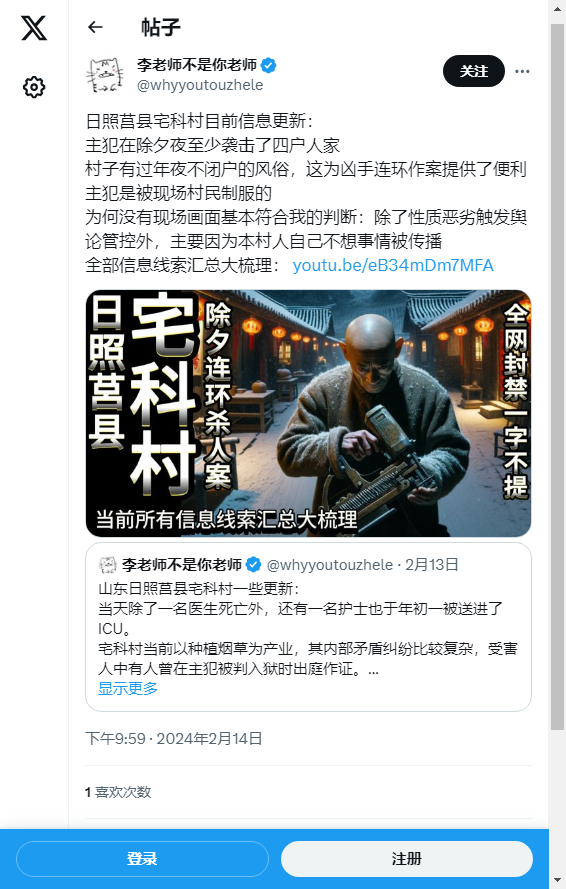 帖子
李老师不是你老师
@whyyoutouzhele
关注
日照莒县宅科村目前信息更新：
主犯在除夕夜至少袭击了四户人家
村子有过年夜不闭户的风俗，这为凶手连环作案提供了便利
主犯是被现场村民制服的
为何没有现场画面基本符合我的判断：除了性质恶劣触发舆
论管控外，主要因为本村人自己不想事情被传播
全部信息线索汇总大梳理： youtu.be/eB34mDm7MFA
日照莒县
宅科村
除夕连环杀人案
全网封禁一字不提
当前所有信息线索汇总大梳理
李老师不是你老师 @whyyoutouzhele · 2月13日
山东日照莒县宅科村一些更新：
当天除了一名医生死亡外，还有一名护士也于年初一被送进了
ICU。
宅科村当前以种植烟草为产业，其内部矛盾纠纷比较复杂，受害
人中有人曾在主犯被判入狱时出庭作证。...
显示更多
下午9:59 · 2024年2月14日
1 喜欢次数
登录
注册